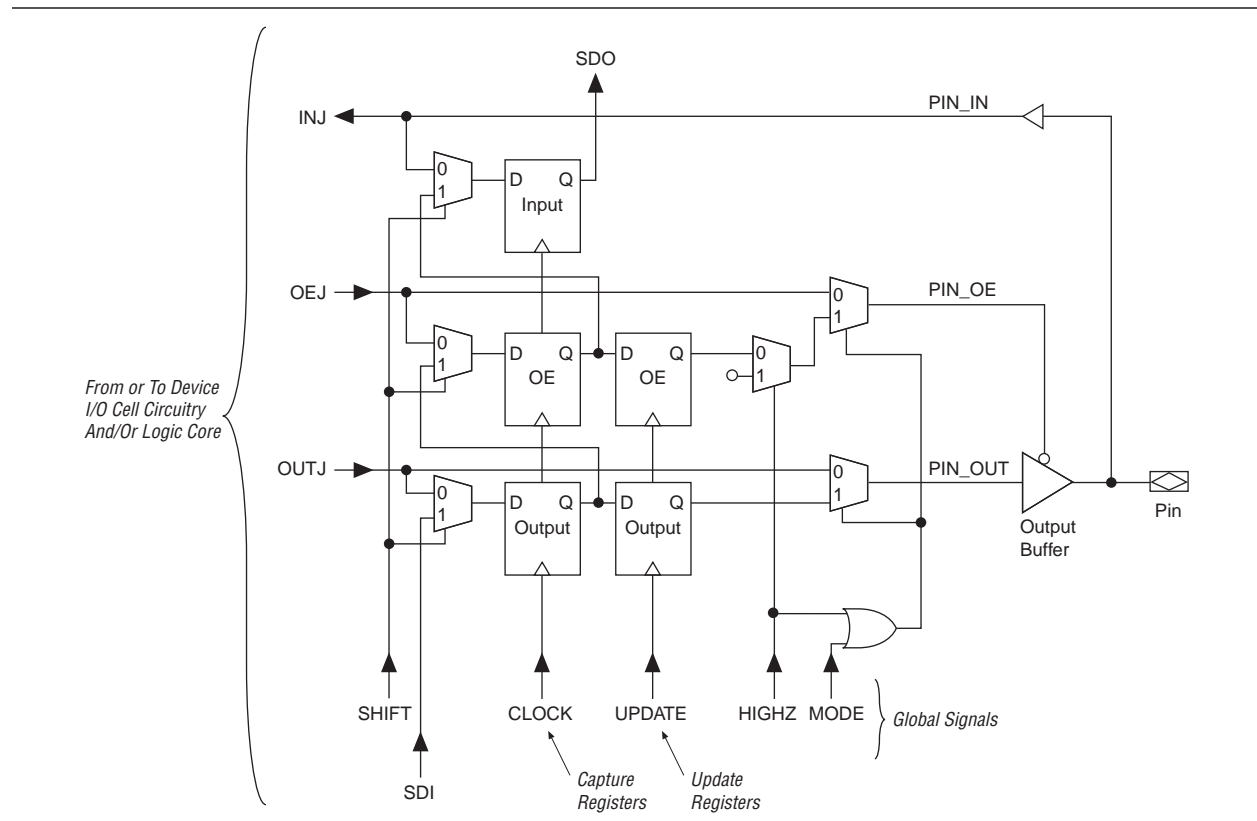 SDO
INJ
PIN_IN
0
1
D Q
Input
OEJ
0
1
PIN_OE
0
1
D Q
OE
D Q
OE
0
1
From or To Device
I/O Cell Circuitry
And/Or Logic Core
OUTJ
0
1
PIN_OUT
0
1
D Q
Output
D Q
Output
Output
Buffer
Pin
SHIFT
CLOCK
UPDATE
HIGHZ
MODE
Global Signals
SDI
Capture
Registers
Update
Registers